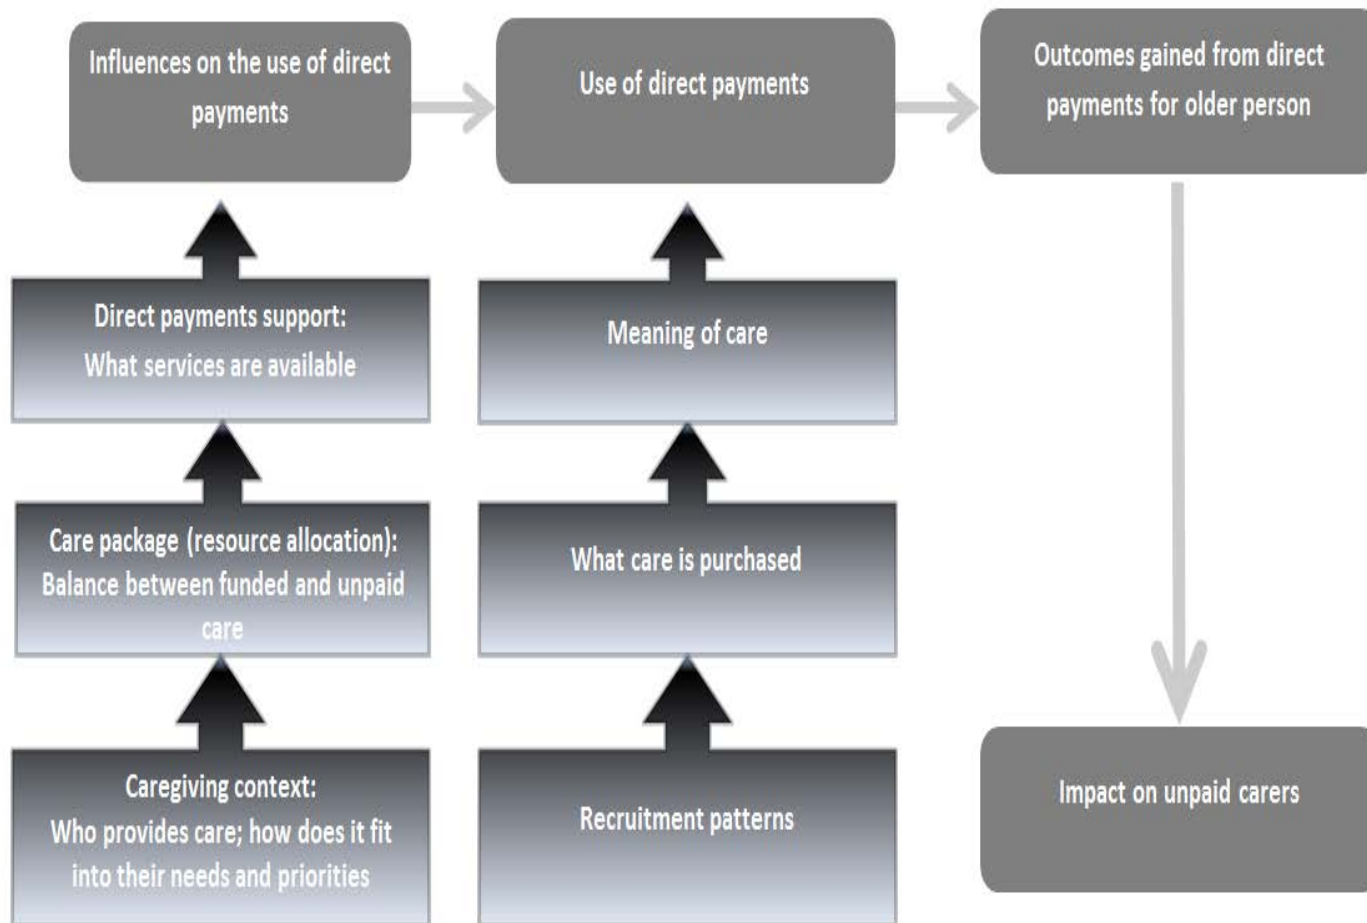 Influences on the use of direct
payments
Use of direct payments
Outcomes gained from direct
payments for older person
Direct payments support:
What services are available
Meaning of care
Care package (resource allocation):
Balance between funded and unpaid
care
What care is purchased
Caregiving context:
Who provides care; how does it fit
into their needs and priorities
Recruitment patterns
Impact on unpaid carers